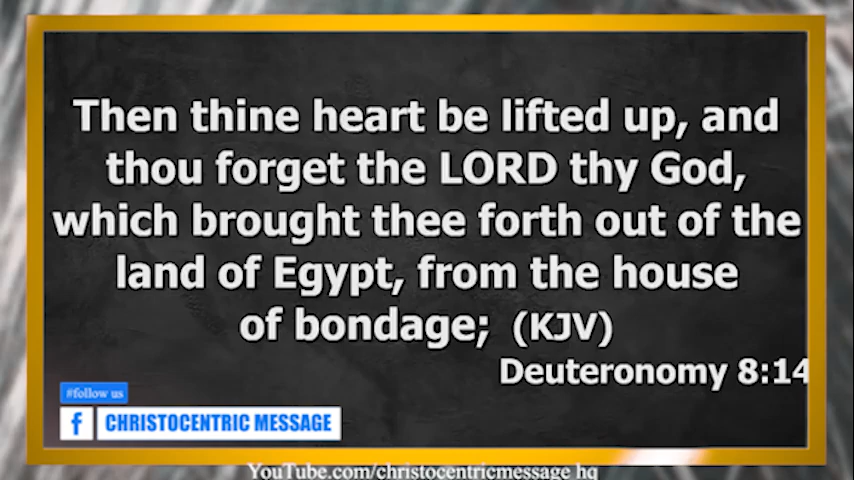 Then thine heart be lifted up, and
thou forget the LORD thy God,
which brought thee forth out of the
land of Egypt, from the house
of bondage; (KJV)
Deuteronomy 8:14
#follow us
f CHRISTOCENTRIC MESSAGE
YouTube.com/christocentricmessage hq